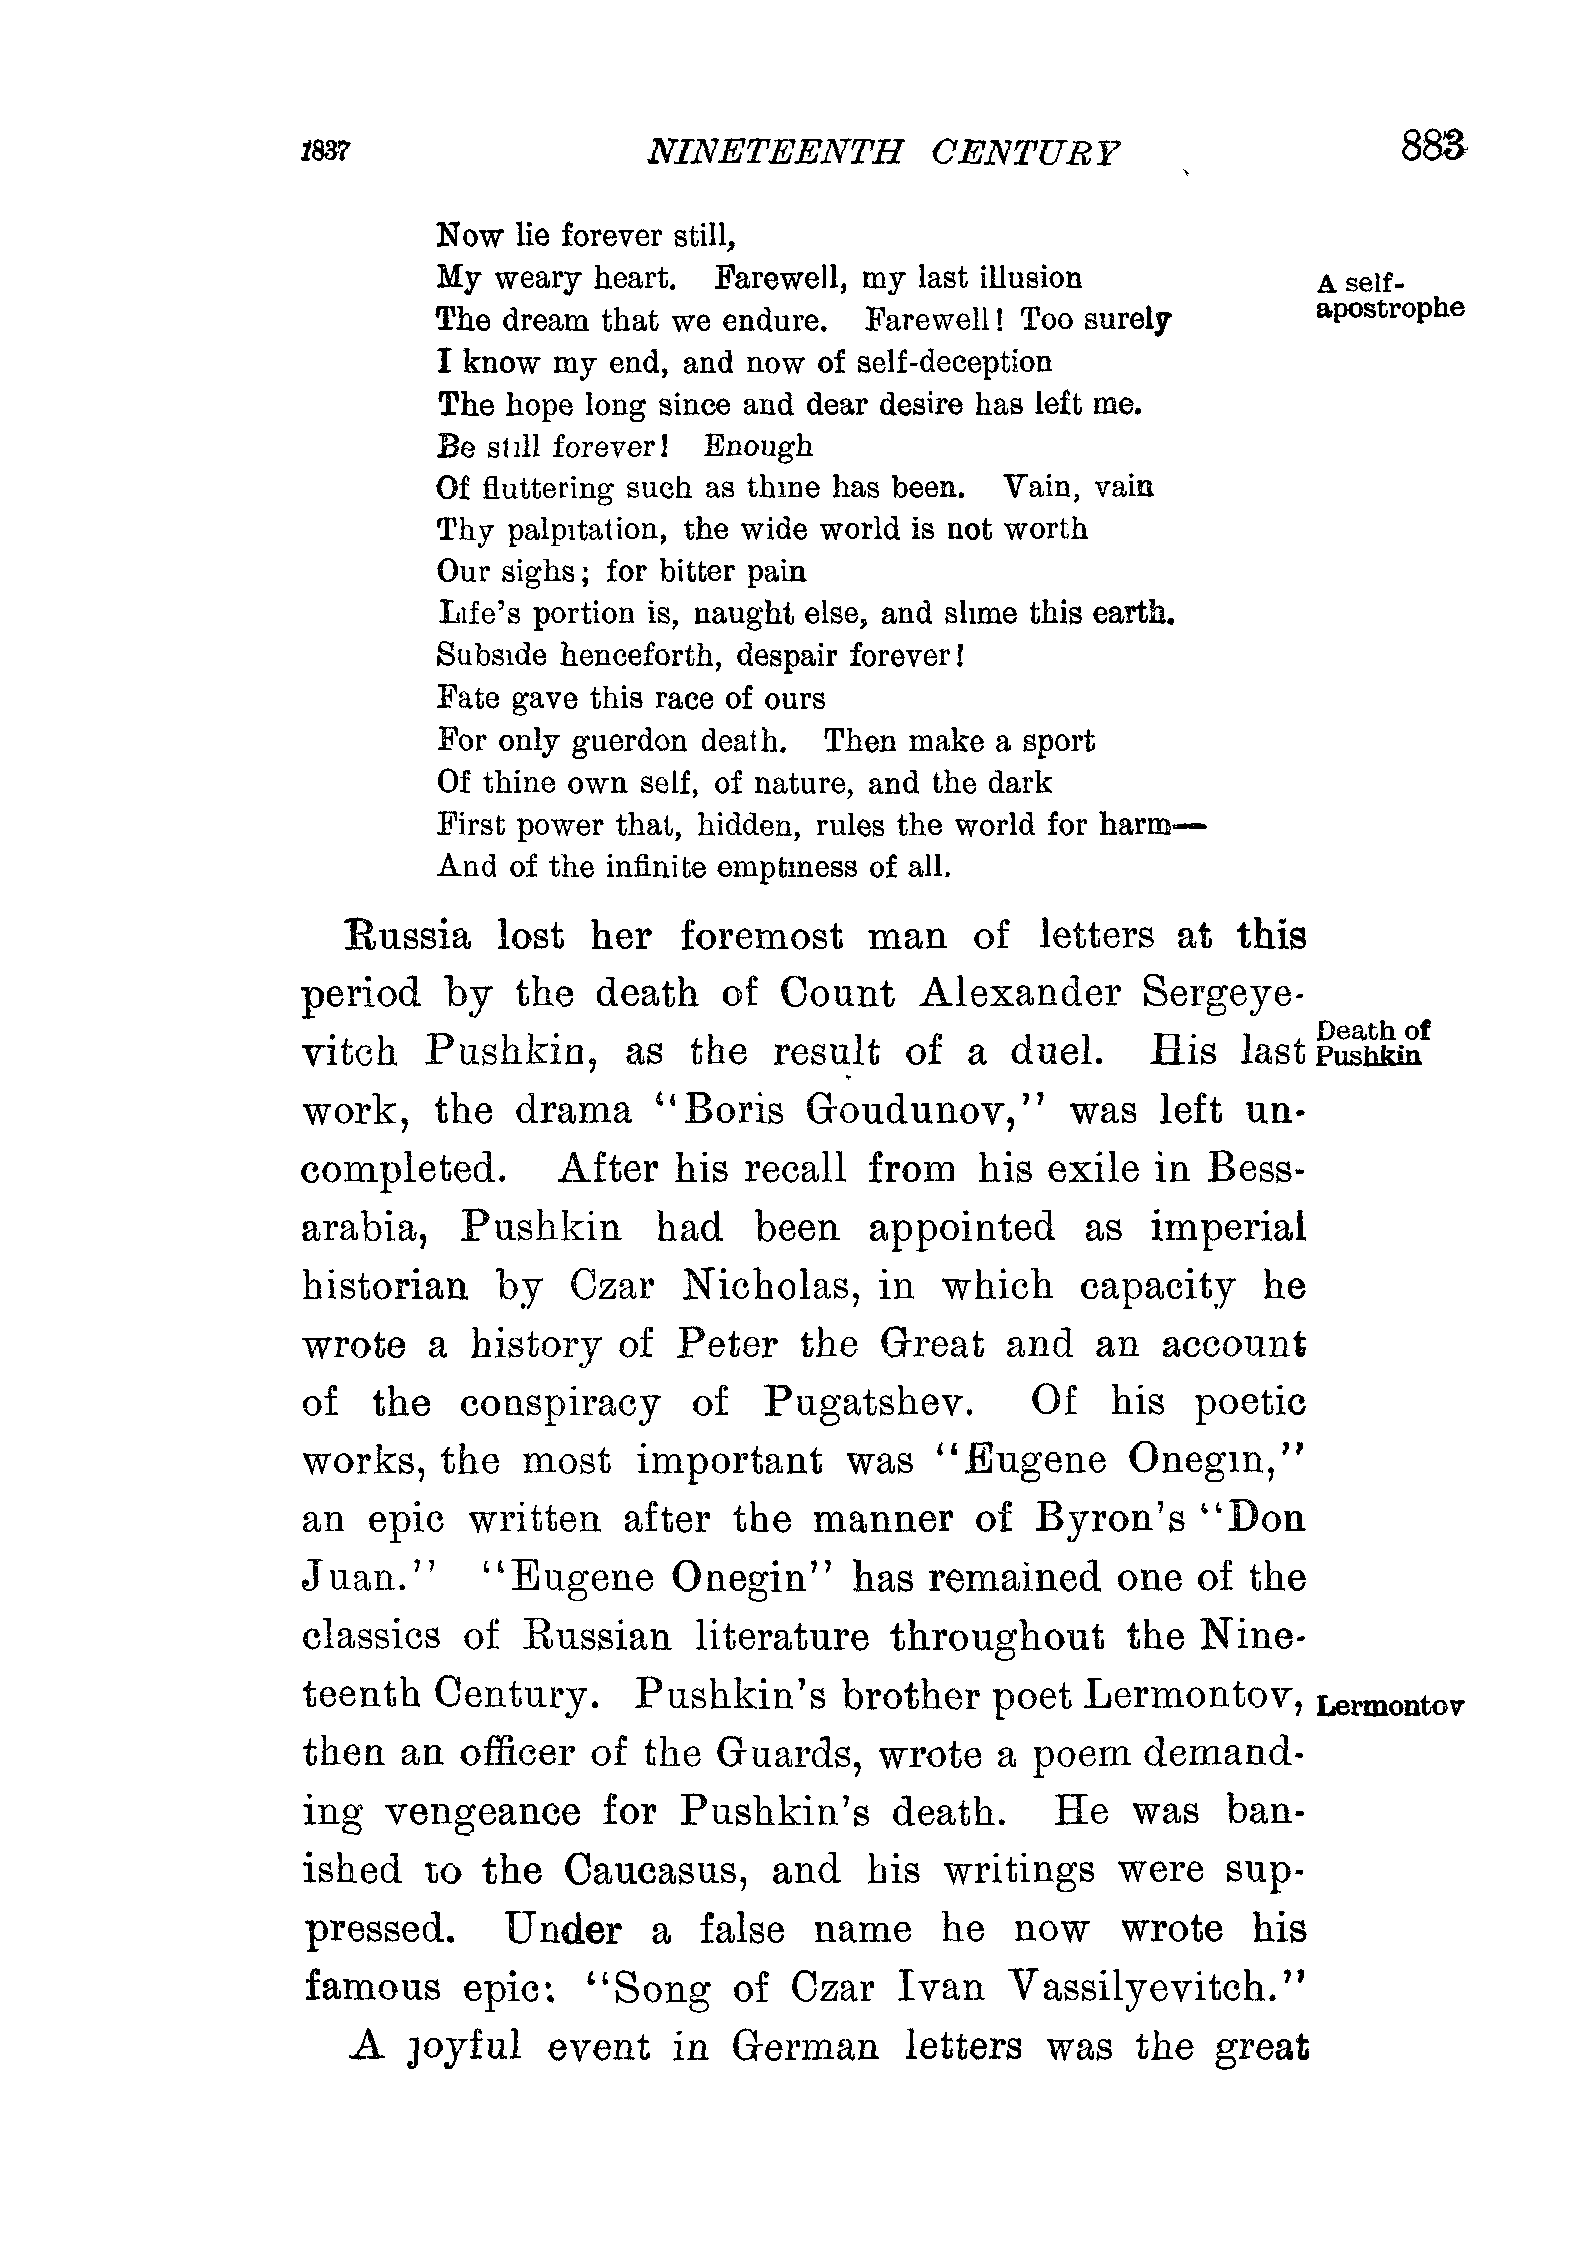 1837 NINETEENTH CENTURY 883
Now lie forever still,
My weary heart. Farewell, my last illusion
A self-
apostrophe
The dream that we endure. Farewell! Too surely
I know my end, and now of self-deception
The hope long since and dear desire has left me.
Be still forever! Enough
Of fluttering such as thine has been. Vain, vain
Thy palpitation, the wide world is not worth
Our sighs; for bitter pain
Life's portion is, naught else, and slime this earth.
Subside henceforth, despair forever!
Fate gave this race of ours
For only guerdon death. Then make a sport
Of thine own self, of nature, and the dark
First power that, hidden, rules the world for harm—
And of the infinite emptiness of all.
Russia lost her foremost man of letters at this
period by the death of Count Alexander Sergeye-
vitch Pushkin, as the result of a duel. His last
Death of
Pushkin
work, the drama "Boris Goudunov," was left un-
completed. After his recall from his exile in Bess-
arabia, Pushkin had been appointed as imperial
historian by Czar Nicholas, in which capacity he
wrote a history of Peter the Great and an account
of the conspiracy of Pugatshev. Of his poetic
works, the most important was "Eugene Onegin,"
an epic written after the manner of Byron's "Don
Juan." "Eugene Onegin" has remained one of the
classics of Russian literature throughout the Nine-
teenth Century. Pushkin's brother poet Lermontov,
Lermontov
then an officer of the Guards, wrote a poem demand-
ing vengeance for Pushkin's death. He was ban-
ished to the Caucasus, and his writings were sup-
pressed. Under a false name he now wrote his
famous epic: "Song of Czar Ivan Vassilyevitch."
A joyful event in German letters was the great